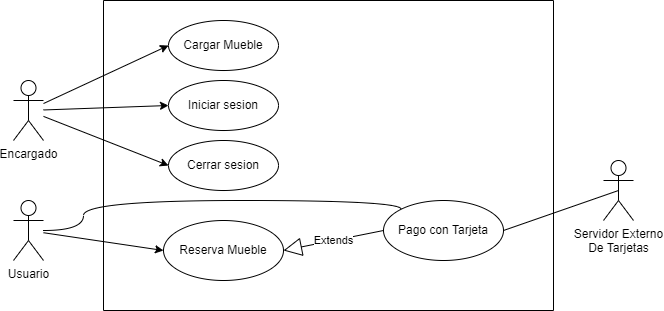 Cargar Mueble
Iniciar sesion
Encargado
Cerrar sesion
Usuario
Reserva Mueble
Extends
Pago con Tarjeta
Servidor Externo
De Tarjetas